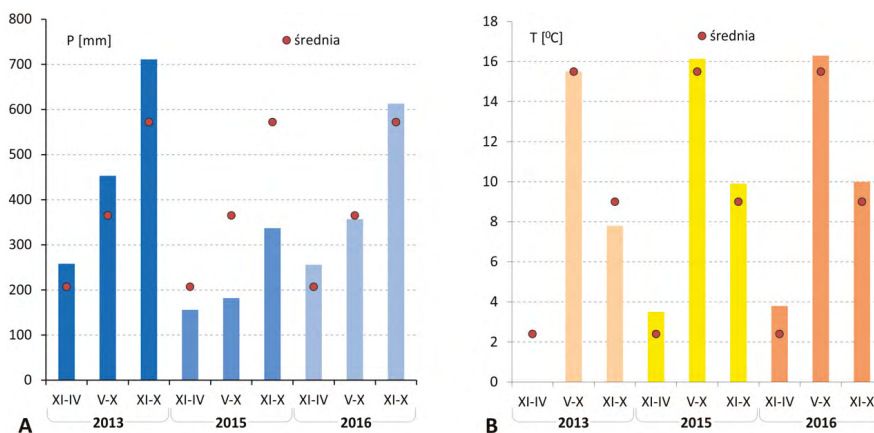 P [mm]
średnia
800
700
600
500
400
300
200
100
0
XI-IV V-X XI-X XI-IV V-X XI-X XI-IV V-X XI-X
2013 2015 2016
A
T [⁰C]
średnia
18
16
14
12
10
8
6
4
2
0
XI-IV V-X XI-X XI-IV V-X XI-X XI-IV V-X XI-X
2013 2015 2016
B